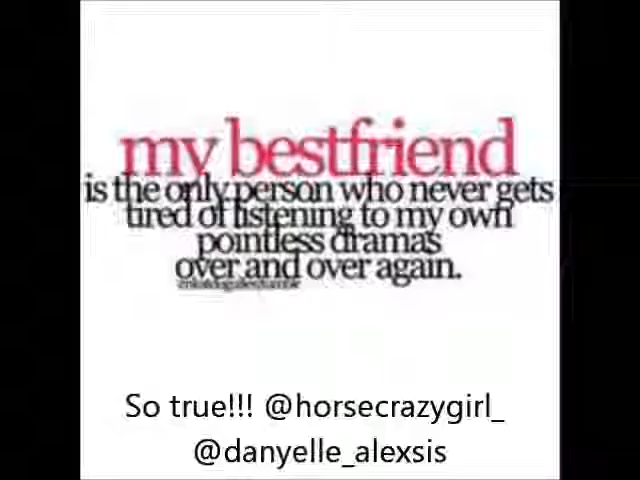 my bestfriend
is the only person who never gets
tired of listening to my own
pointless dramas
over and over again.
So true!!! @horsecrazygirl_
@danyelle_alexsis